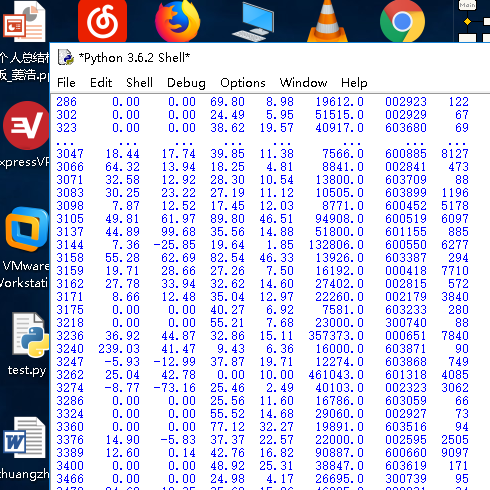 Main
个人总结
板_姜浩.pp
xpressVP
VMware
Workstati
test.py
*Python 3.6.2 Shell*
File Edit Shell Debug Options Window Help
286 0.00 0.00 69.80 8.98 19612.0 002923 122
302 0.00 0.00 24.49 5.95 51515.0 002929 67
323 0.00 0.00 38.62 19.57 40917.0 603680 69
... ... ... ... ... ... ... ...
3047 18.44 17.74 39.85 11.38 7566.0 600885 8127
3066 64.32 13.94 18.25 4.81 8841.0 002841 473
3071 32.58 12.92 28.30 10.54 13800.0 603709 88
3083 30.25 23.22 27.19 11.12 10505.0 603899 1196
3098 7.87 12.52 17.45 12.03 8771.0 600452 5178
3105 49.81 61.97 89.80 46.51 94908.0 600519 6097
3137 44.89 99.68 35.56 14.88 51800.0 601155 885
3144 7.36 -25.85 19.64 1.85 132806.0 600550 6277
3158 55.28 62.69 82.54 46.33 13926.0 603387 294
3159 19.71 28.66 27.26 7.50 16192.0 000418 7710
3162 27.78 33.94 32.62 14.60 27402.0 002815 572
3171 8.66 12.48 35.04 12.97 22260.0 002179 3840
3175 0.00 0.00 40.27 6.92 7581.0 603233 280
3218 0.00 0.00 55.21 7.68 23000.0 300740 88
3236 36.92 44.87 32.86 15.11 357373.0 000651 7840
3240 239.03 41.47 9.43 6.36 16000.0 603871 90
3247 -5.93 -12.99 37.87 19.71 12274.0 603868 749
3262 25.04 42.78 0.00 10.00 461043.0 601318 4085
3274 -8.77 -73.16 25.46 2.49 40103.0 002323 3062
3286 0.00 0.00 25.56 11.60 16786.0 603059 66
3324 0.00 0.00 55.52 14.68 29060.0 002927 73
3360 0.00 0.00 77.12 32.27 19891.0 603516 94
3376 14.90 -5.83 37.37 22.57 22000.0 002595 2505
3389 12.60 0.14 42.76 16.82 90887.0 600660 9097
3400 0.00 0.00 48.92 25.31 38847.0 603619 171
3466 0.00 0.00 24.98 4.17 26695.0 300739 95
huangzh